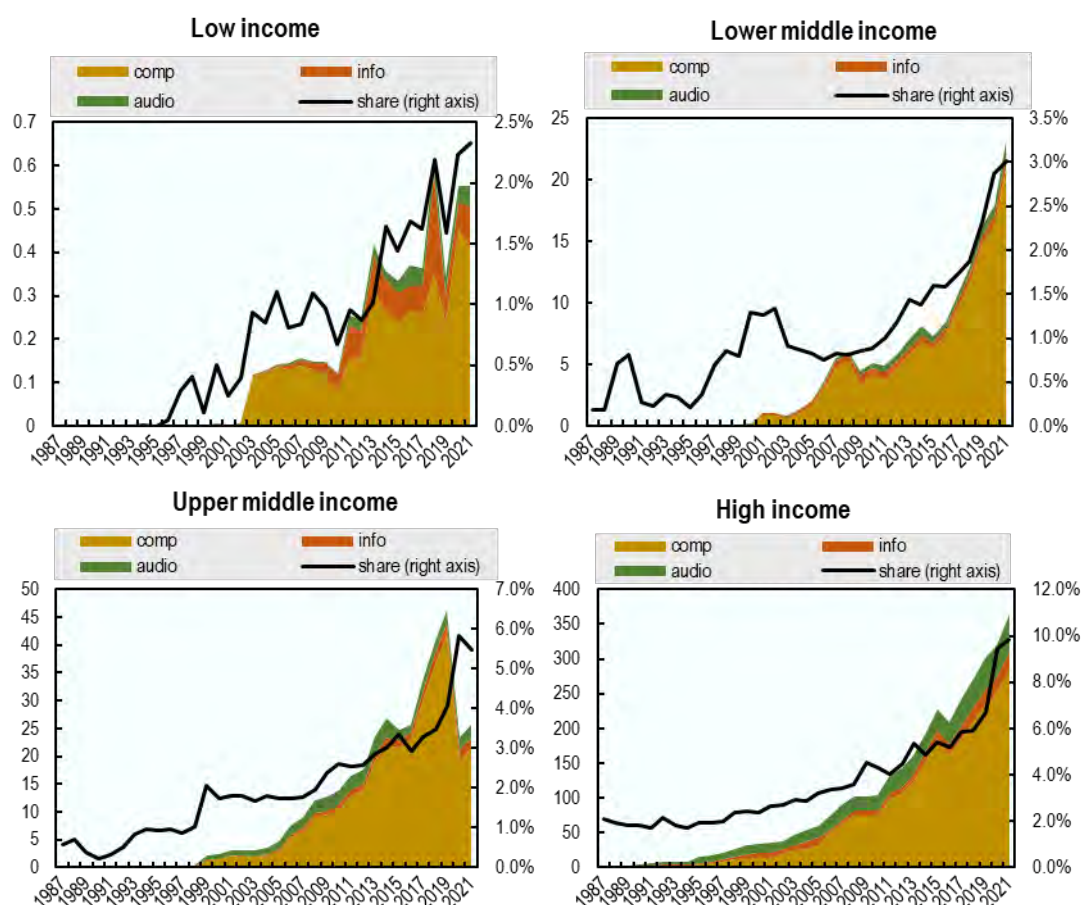 Low income
comp info
audio share (right axis)
0.7 2.5%
0.6 2.0%
0.5
0.4 1.5%
0.3 1.0%
0.2
0.1 0.5%
0 0.0%
1987 1989 1991 1993 1995 1997 1999 2001 2003 2005 2007 2009 2011 2013 2015 2017 2019 2021
Lower middle income
comp info
audio share (right axis)
25 3.5%
20 3.0%
2.5%
15 2.0%
10 1.5%
1.0%
5 0.5%
0 0.0%
1987 1989 1991 1993 1995 1997 1999 2001 2003 2005 2007 2009 2011 2013 2015 2017 2019 2021
Upper middle income
comp info
audio share (right axis)
50 7.0%
45 6.0%
40
35 5.0%
30 4.0%
25
20 3.0%
15 2.0%
10
5 1.0%
0 0.0%
1987 1989 1991 1993 1995 1997 1999 2001 2003 2005 2007 2009 2011 2013 2015 2017 2019 2021
High income
comp info
audio share (right axis)
400 12.0%
350 10.0%
300
250 8.0%
200 6.0%
150
100 4.0%
50 2.0%
0 0.0%
1987 1989 1991 1993 1995 1997 1999 2001 2003 2005 2007 2009 2011 2013 2015 2017 2019 2021